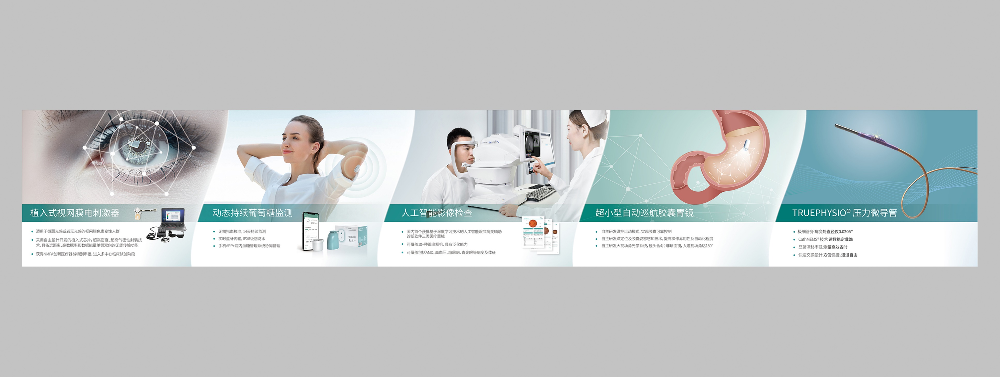 植入式视网膜电刺激器
适用于微弱光感或者无光感的视网膜色素变性人群
采用自主设计开发的植入式芯片，超高密度、超高气密性封装技
术，具备远距离、高数据率和数据能量单频双向的无线传输功能
获得NMPA创新医疗器械特别审批，进入多中心临床试验阶段
动态持续葡萄糖监测
无需指血校准，14天持续监测
实时蓝牙传输，IPX8级别防水
手机APP+院内血糖管理系统协同管理
人工智能影像检查
国内首个获批基于深度学习技术的人工智能眼底病变辅助
诊断软件三类医疗器械
可覆盖10+种眼底相机，具有泛化能力
可覆盖包括AMD、高血压、糖尿病、青光眼等病变及体征
超小型自动巡航胶囊胃镜
自主研发磁控运动模式，实现胶囊可靠控制
自主研发磁定位及胶囊姿态感知技术，提高操作易用性及自动化程度
自主研发大视场角光学系统，镜头含4片非球面镜，入瞳视场角达150°
TRUEPHYSIO® 压力微导管
极细管身 病变处直径仅0.0205"
CathMEMS® 技术 读数稳定准确
显著漂移率低 测量高效省时
快速交换设计 方便快捷，进退自由